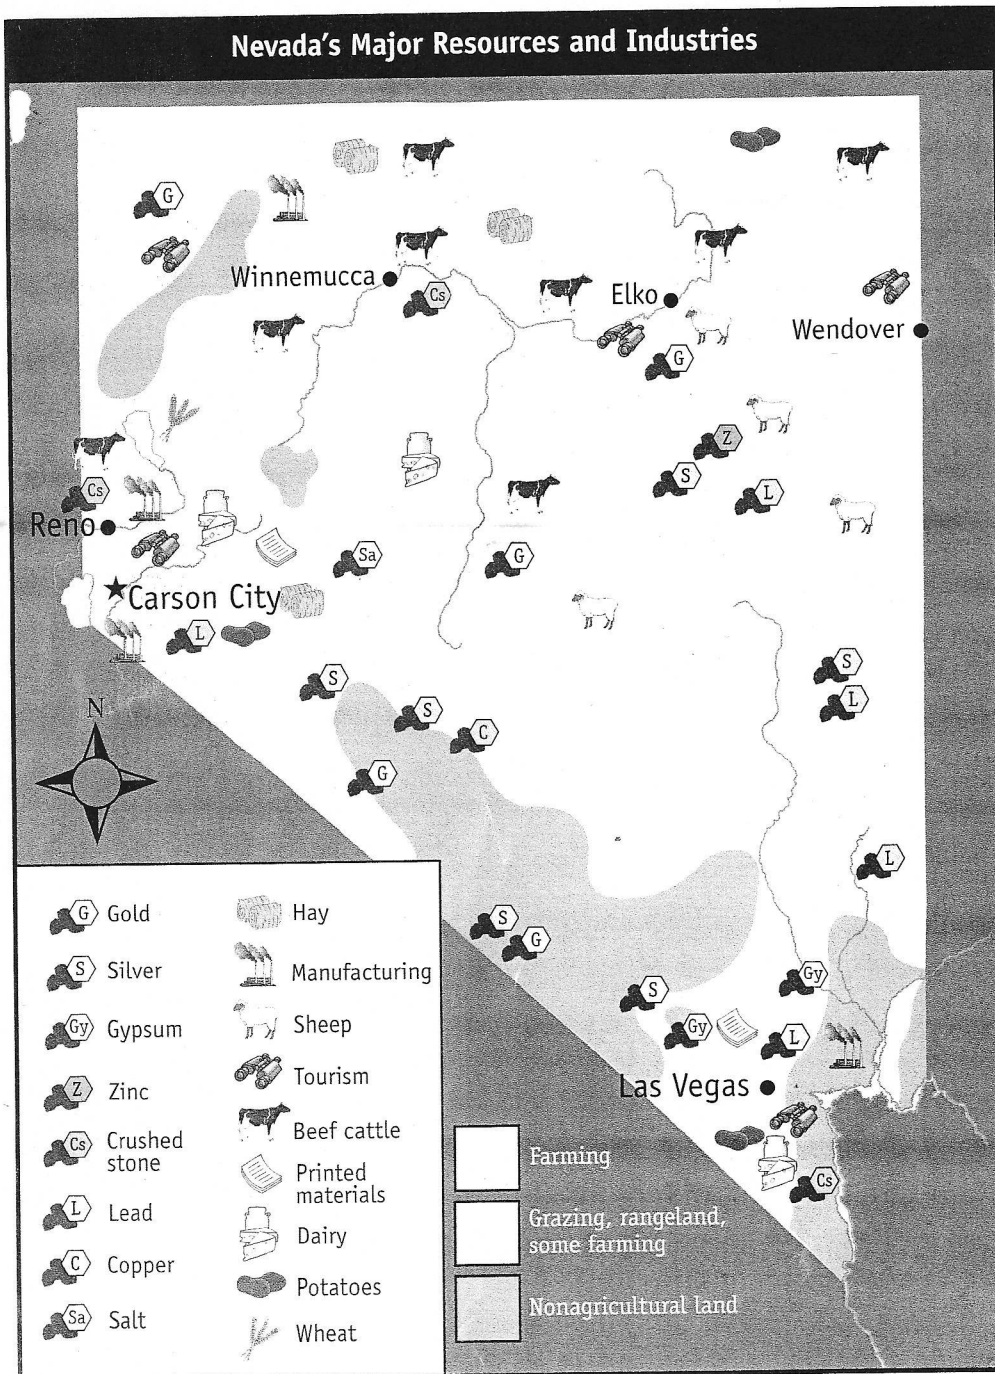 Nevada's Major Resources and Industries
G
Winnemucca
Cs
Elko
Wendover
G
Z
S
L
Cs
Reno
Sa
G
Carson City
L
S
S
L
S
C
N
G
L
S
G
Gy
S
Gy
L
Las Vegas
Cs
G Gold
S Silver
Gy Gypsum
Z Zinc
Cs Crushed
stone
L Lead
C Copper
Sa Salt
Hay
Manufacturing
Sheep
Tourism
Beef cattle
Printed
materials
Dairy
Potatoes
Wheat
Farming
Grazing, rangeland,
some farming
Nonagricultural land